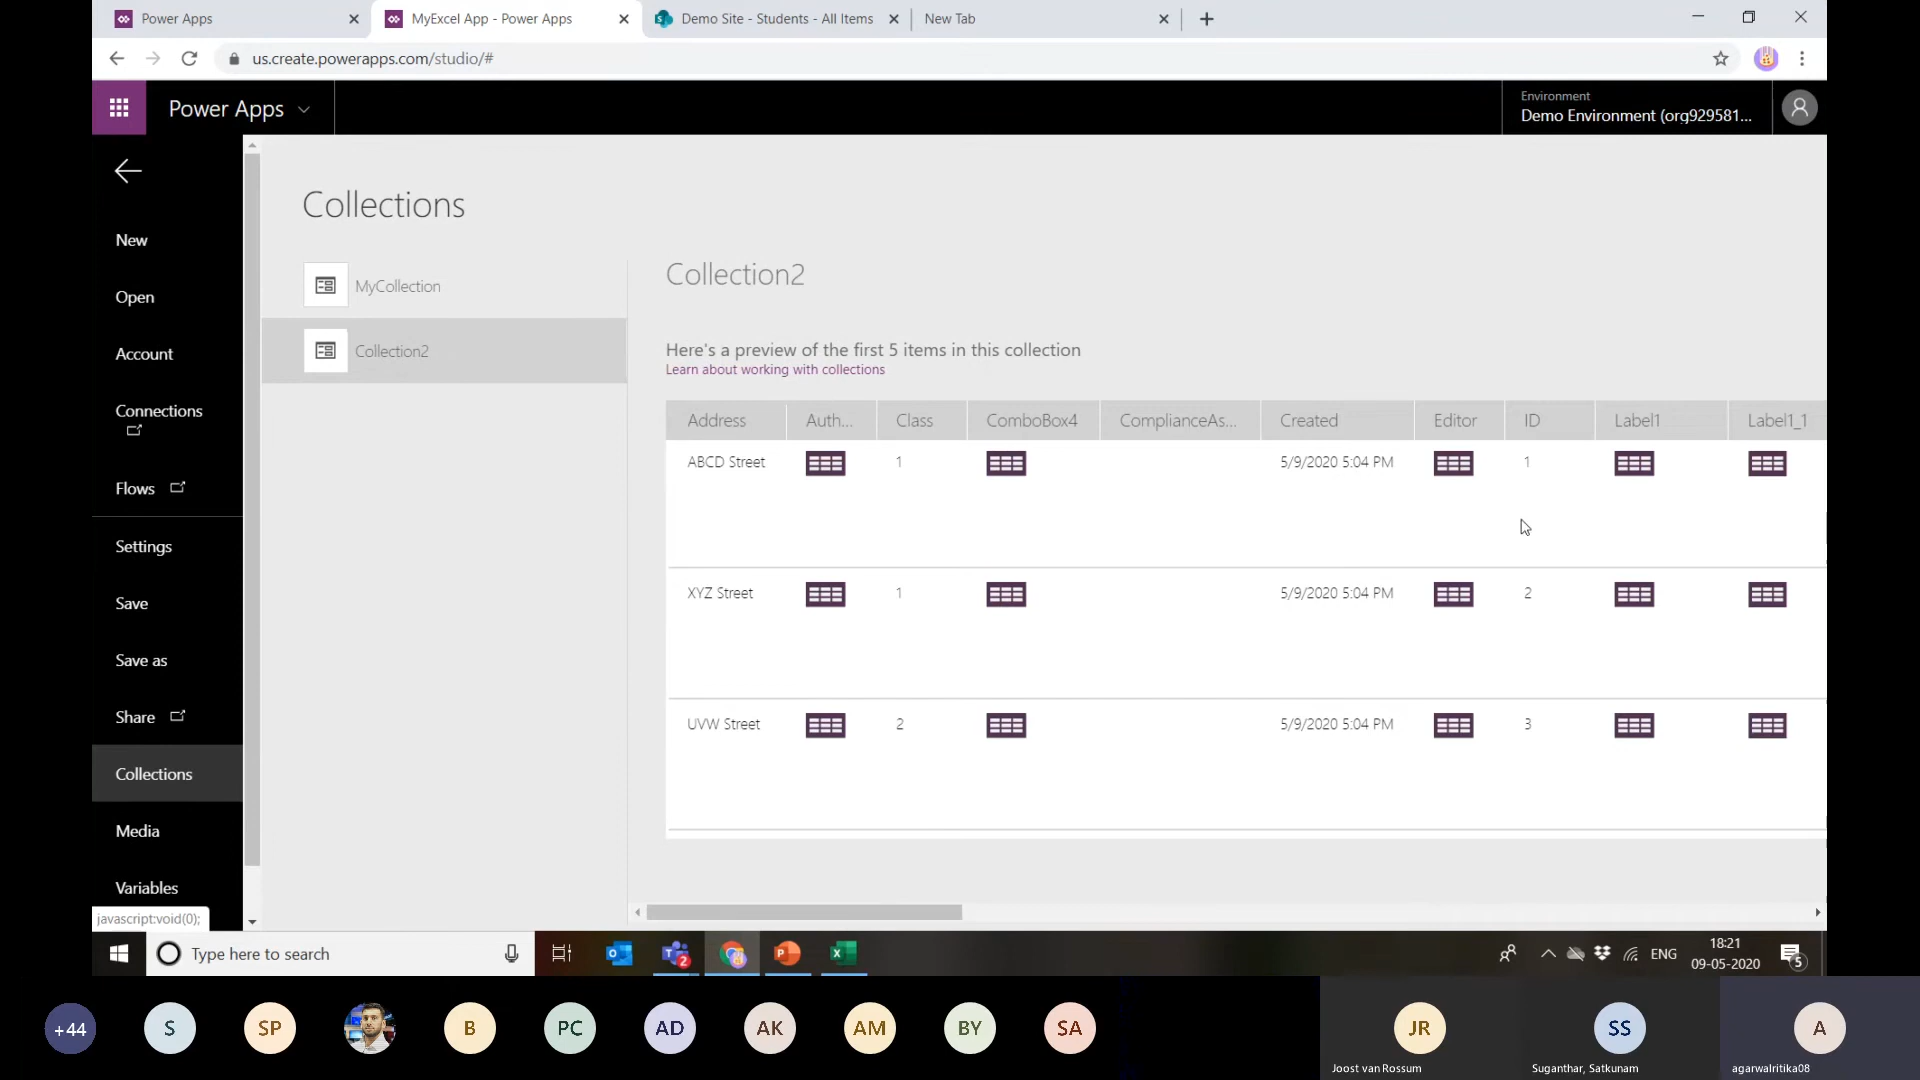 Power Apps
MyExcel App - Power Apps
Demo Site - Students - All Items
New Tab
us.create.powerapps.com/studio/#
Power Apps
Environment
Demo Environment (org929581...
New
Open
Account
Connections
Flows
Settings
Save
Save as
Share
Collections
Media
Variables
javascript:void(0);
Collections
MyCollection
Collection2
Collection2
Here's a preview of the first 5 items in this collection
Learn about working with collections
Address Auth... Class ComboBox4 ComplianceAs... Created Editor ID Label1 Label1_1
ABCD Street 1 5/9/2020 5:04 PM 1
XYZ Street 1 5/9/2020 5:04 PM 2
UVW Street 2 5/9/2020 5:04 PM 3
Type here to search
2
ENG
18:21
09-05-2020
5
+44 S SP B PC AD AK AM BY SA JR SS A
Joost van Rossum Suganthar, Satkunam agarwalritika08